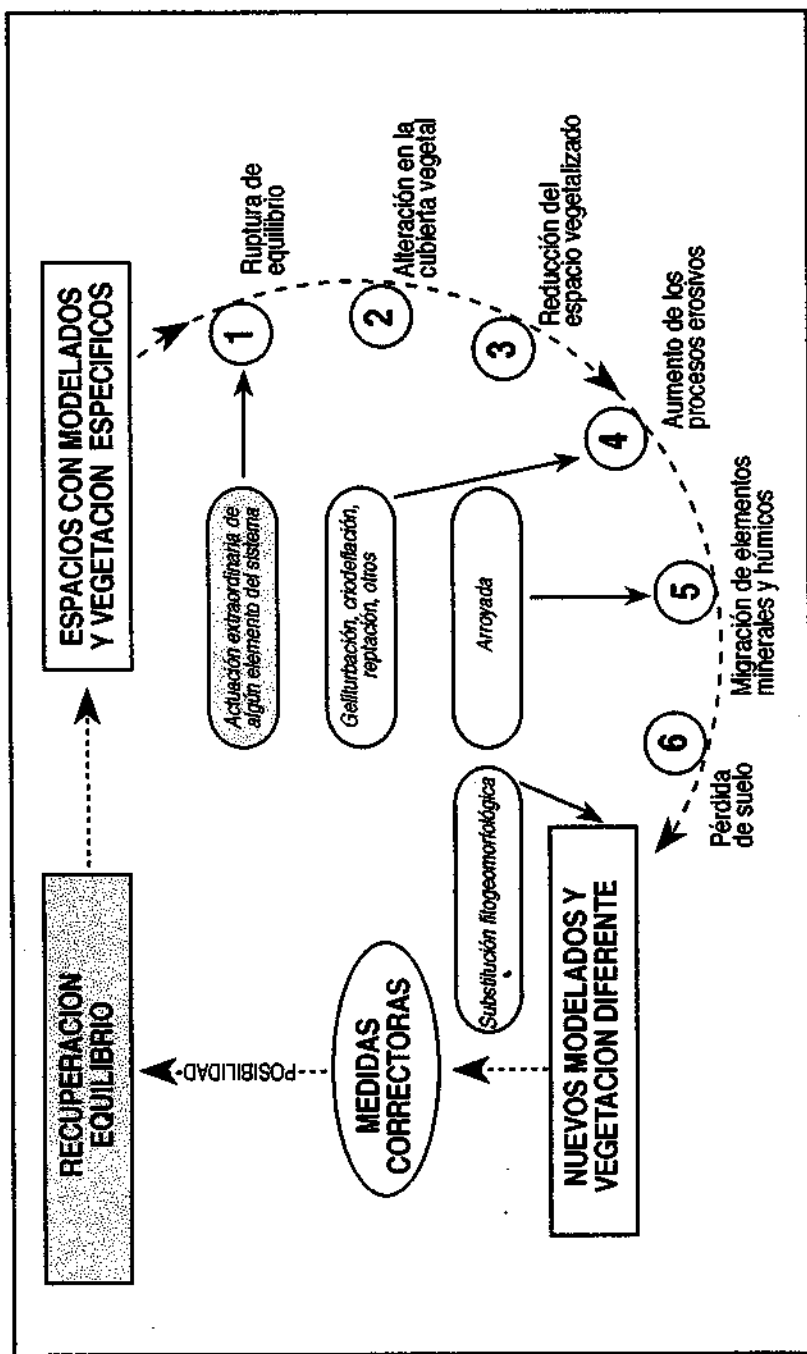 RECUPERACION
EQUILIBRIO
ESPACIOS CON MODELADOS
Y VEGETACION ESPECIFICOS
Actuación extraordinaria de
algún elemento del sistema
1
Ruptura de
equilibrio
2
Alteración en la
cubierta vegetal
Geliturbación, criodeflación,
reptación, otros
3
Reducción del
espacio vegetalizado
4
Aumento de los
procesos erosivos
Arroyada
5
Migración de elementos
minerales y húmicos
6
Pérdida
de suelo
Substitución fitogeomorfológica
NUEVOS MODELADOS Y
VEGETACION DIFERENTE
MEDIDAS
CORRECTORAS
POSIBILIDAD